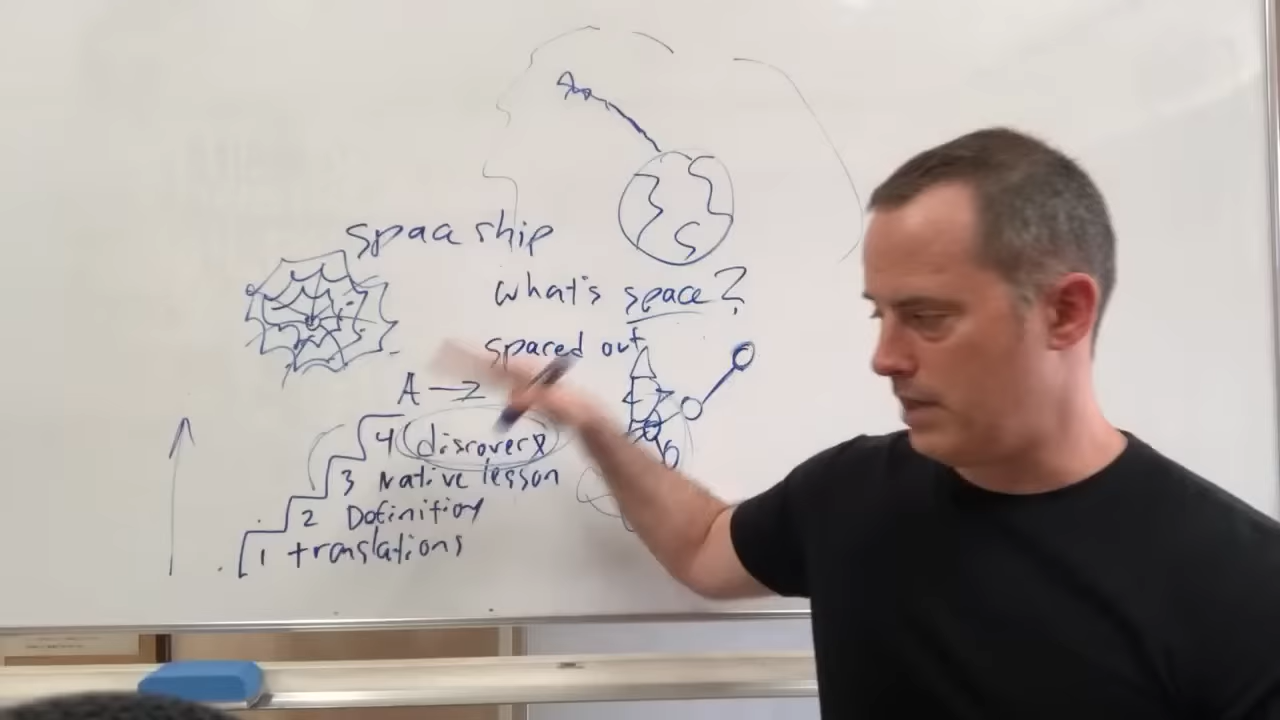 spaceship
what's space?
spaced out
A → Z
4 discovery
3 Native lesson
2 Definition
1 translations